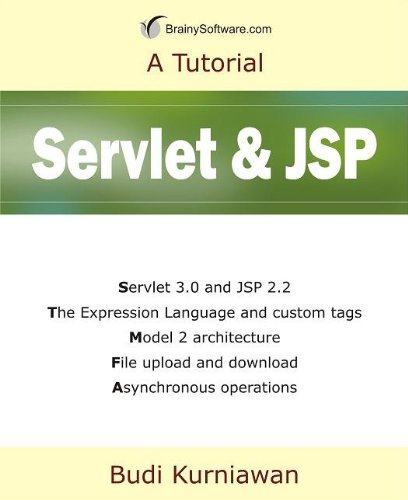 BrainySoftware.com
A Tutorial
Servlet & JSP
Servlet 3.0 and JSP 2.2
The Expression Language and custom tags
Model 2 architecture
File upload and download
Asynchronous operations
Budi Kurniawan